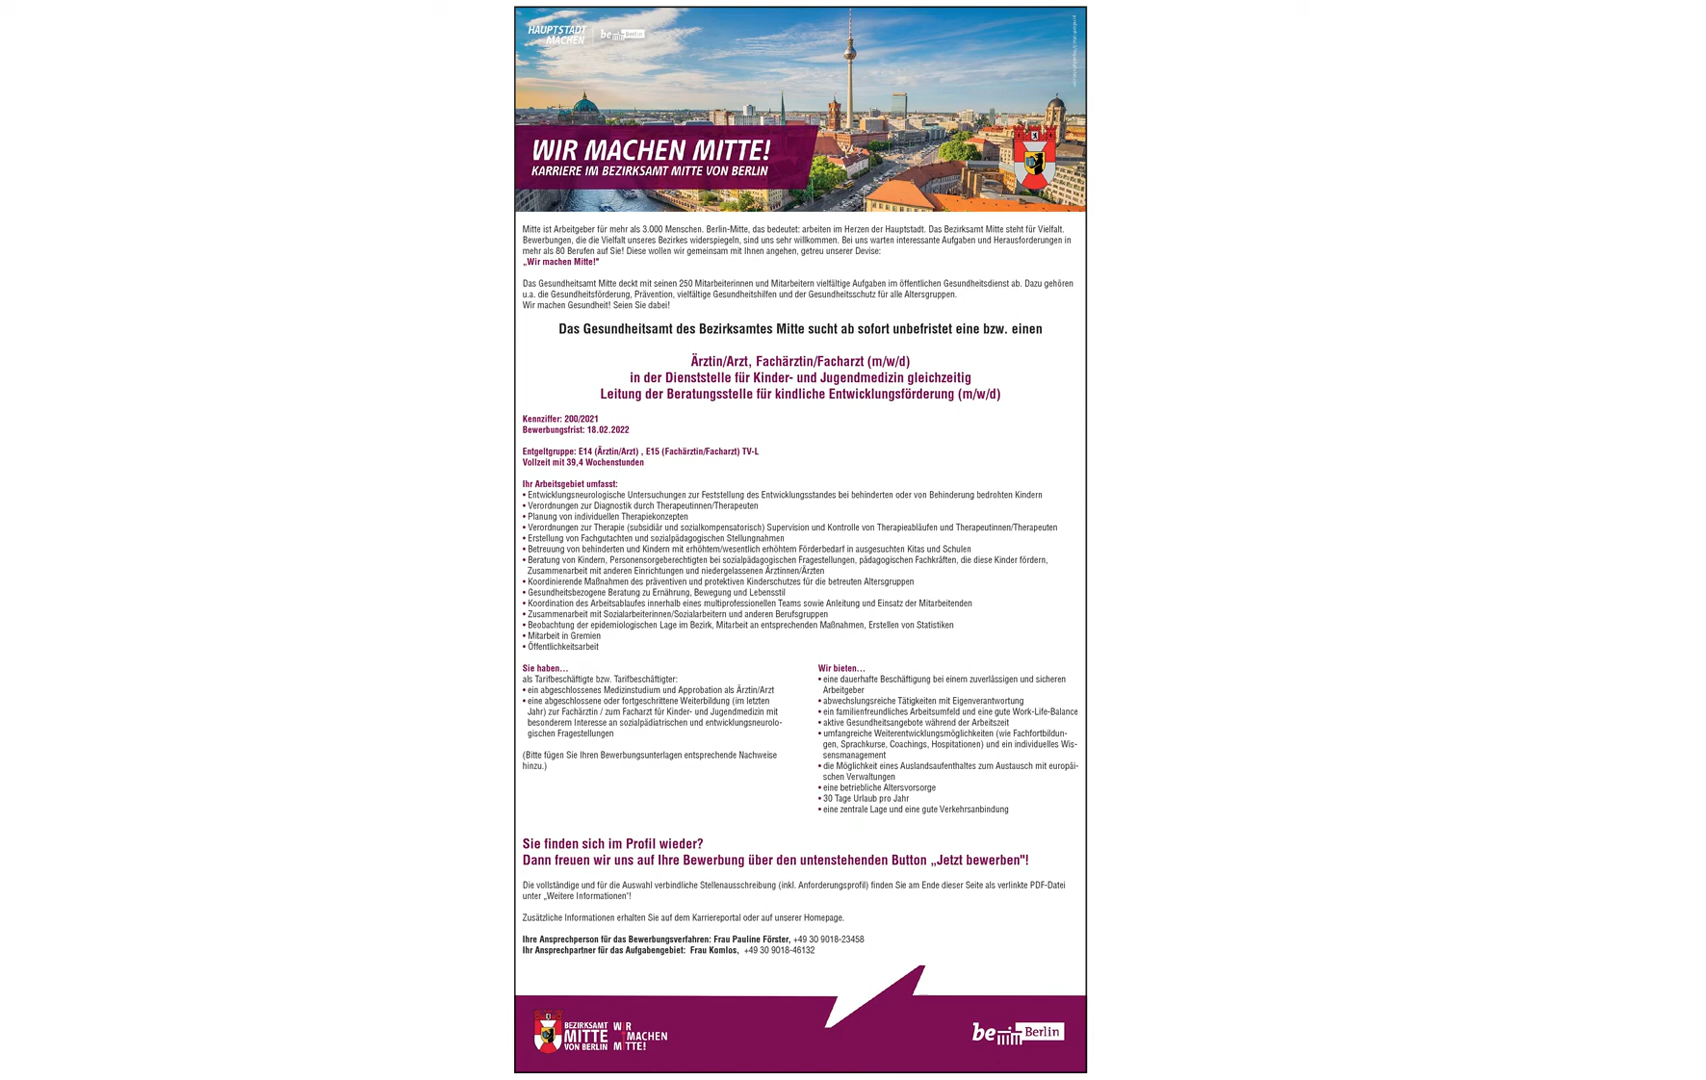 HAUPTSTADT
MACHEN
be Berlin
WIR MACHEN MITTE!
KARRIERE IM BEZIRKSAMT MITTE VON BERLIN
Mitte ist Arbeitgeber für mehr als 3.000 Menschen. Berlin-Mitte, das bedeutet: arbeiten im Herzen der Hauptstadt. Das Bezirksamt Mitte steht für Vielfalt.
Bewerbungen, die die Vielfalt unseres Bezirkes widerspiegeln, sind uns sehr willkommen. Bei uns warten interessante Aufgaben und Herausforderungen in
mehr als 80 Berufen auf Sie! Diese wollen wir gemeinsam mit Ihnen angehen, getreu unserer Devise:
„Wir machen Mitte!"
Das Gesundheitsamt Mitte deckt mit seinen 250 Mitarbeiterinnen und Mitarbeitern vielfältige Aufgaben im öffentlichen Gesundheitsdienst ab. Dazu gehören
u.a. die Gesundheitsförderung, Prävention, vielfältige Gesundheitshilfen und der Gesundheitsschutz für alle Altersgruppen.
Wir machen Gesundheit! Seien Sie dabei!
Das Gesundheitsamt des Bezirksamtes Mitte sucht ab sofort unbefristet eine bzw. einen
Ärztin/Arzt, Fachärztin/Facharzt (m/w/d)
in der Dienststelle für Kinder- und Jugendmedizin gleichzeitig
Leitung der Beratungsstelle für kindliche Entwicklungsförderung (m/w/d)
Kennziffer: 200/2021
Bewerbungsfrist: 18.02.2022
Entgeltgruppe: E14 (Ärztin/Arzt) , E15 (Fachärztin/Facharzt) TV-L
Vollzeit mit 39,4 Wochenstunden
Ihr Arbeitsgebiet umfasst:
• Entwicklungsneurologische Untersuchungen zur Feststellung des Entwicklungsstandes bei behinderten oder von Behinderung bedrohten Kindern
• Verordnungen zur Diagnostik durch Therapeutinnen/Therapeuten
• Planung von individuellen Therapiekonzepten
• Verordnungen zur Therapie (subsidiär und sozialkompensatorisch) Supervision und Kontrolle von Therapieabläufen und Therapeutinnen/Therapeuten
• Erstellung von Fachgutachten und sozialpädagogischen Stellungnahmen
• Betreuung von behinderten und Kindern mit erhöhtem/wesentlich erhöhtem Förderbedarf in ausgesuchten Kitas und Schulen
• Beratung von Kindern, Personensorgeberechtigten bei sozialpädagogischen Fragestellungen, pädagogischen Fachkräften, die diese Kinder fördern,
Zusammenarbeit mit anderen Einrichtungen und niedergelassenen Ärztinnen/Ärzten
• Koordinierende Maßnahmen des präventiven und protektiven Kinderschutzes für die betreuten Altersgruppen
• Gesundheitsbezogene Beratung zu Ernährung, Bewegung und Lebensstil
• Koordination des Arbeitsablaufes innerhalb eines multiprofessionellen Teams sowie Anleitung und Einsatz der Mitarbeitenden
• Zusammenarbeit mit Sozialarbeiterinnen/Sozialarbeitern und anderen Berufsgruppen
• Beobachtung der epidemiologischen Lage im Bezirk, Mitarbeit an entsprechenden Maßnahmen, Erstellen von Statistiken
• Mitarbeit in Gremien
• Öffentlichkeitsarbeit
Sie haben…
als Tarifbeschäftigte bzw. Tarifbeschäftigter:
• ein abgeschlossenes Medizinstudium und Approbation als Ärztin/Arzt
• eine abgeschlossene oder fortgeschrittene Weiterbildung (im letzten
Jahr) zur Fachärztin / zum Facharzt für Kinder- und Jugendmedizin mit
besonderem Interesse an sozialpädiatrischen und entwicklungsneurolo-
gischen Fragestellungen
(Bitte fügen Sie Ihren Bewerbungsunterlagen entsprechende Nachweise
hinzu.)
Wir bieten…
• eine dauerhafte Beschäftigung bei einem zuverlässigen und sicheren
Arbeitgeber
• abwechslungsreiche Tätigkeiten mit Eigenverantwortung
• ein familienfreundliches Arbeitsumfeld und eine gute Work-Life-Balance
• aktive Gesundheitsangebote während der Arbeitszeit
• umfangreiche Weiterentwicklungsmöglichkeiten (wie Fachfortbildun-
gen, Sprachkurse, Coachings, Hospitationen) und ein individuelles Wis-
sensmanagement
• die Möglichkeit eines Auslandsaufenthaltes zum Austausch mit europäi-
schen Verwaltungen
• eine betriebliche Altersvorsorge
• 30 Tage Urlaub pro Jahr
• eine zentrale Lage und eine gute Verkehrsanbindung
Sie finden sich im Profil wieder?
Dann freuen wir uns auf Ihre Bewerbung über den untenstehenden Button „Jetzt bewerben"!
Die vollständige und für die Auswahl verbindliche Stellenausschreibung (inkl. Anforderungsprofil) finden Sie am Ende dieser Seite als verlinkte PDF-Datei
unter „Weitere Informationen"!
Zusätzliche Informationen erhalten Sie auf dem Karriereportal oder auf unserer Homepage.
Ihre Ansprechperson für das Bewerbungsverfahren: Frau Pauline Förster, +49 30 9018-23458
Ihr Ansprechpartner für das Aufgabengebiet: Frau Komlos, +49 30 9018-46132
BEZIRKSAMT
MITTE
VON BERLIN
WIR
MACHEN
MITTE!
be Berlin